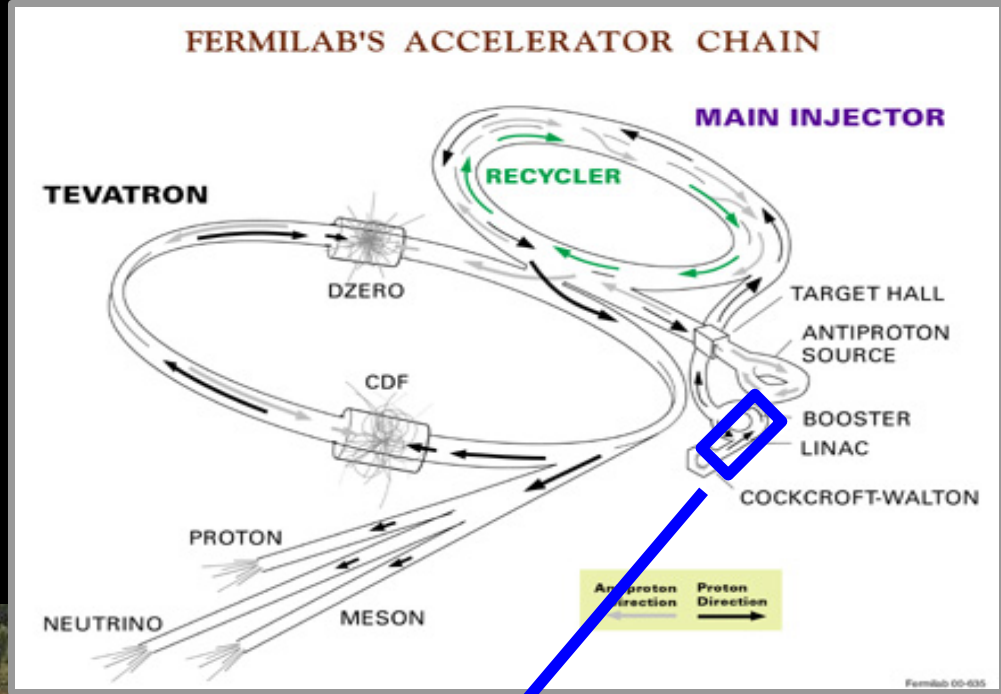 FERMILAB'S ACCELERATOR CHAIN
MAIN INJECTOR
RECYCLER
TEVATRON
DZERO
TARGET HALL
ANTIPROTON
SOURCE
CDF
BOOSTER
LINAC
COCKCROFT-WALTON
PROTON
NEUTRINO
MESON
Proton
Direction
Fermilab 00-635